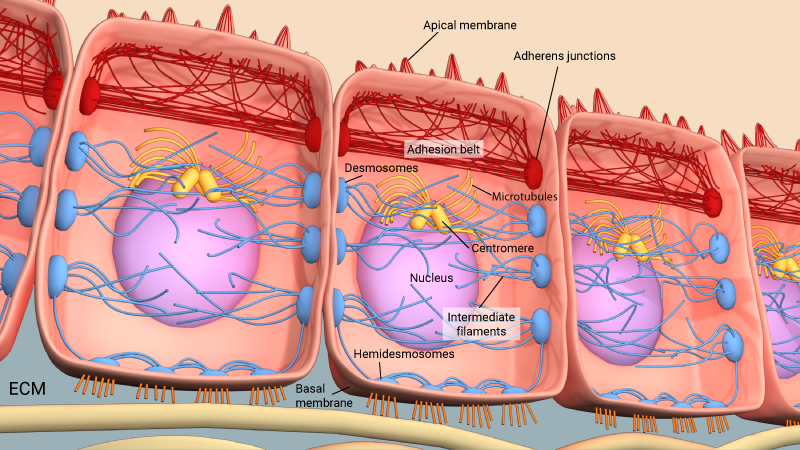 Apical membrane
Adherens junctions
Adhesion belt
Desmosomes
Microtubules
Centromere
Nucleus
Intermediate
filaments
Hemidesmosomes
Basal
membrane
ECM